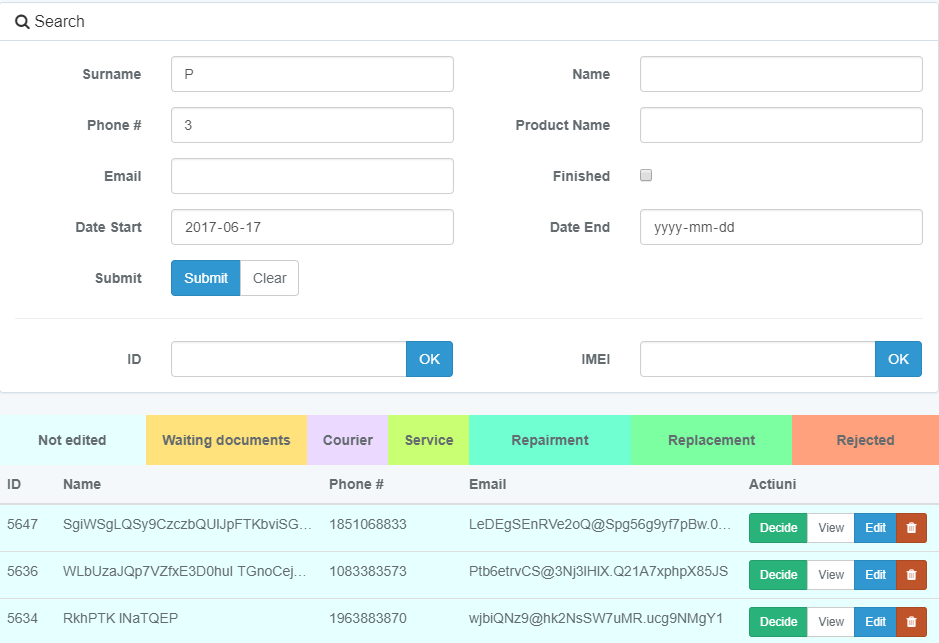 Search
Surname P Name
Phone # 3 Product Name
Email Finished
Date Start 2017-06-17 Date End yyyy-mm-dd
Submit Submit Clear
ID OK IMEI OK
Not edited Waiting documents Courier Service Repairment Replacement Rejected
ID Name Phone # Email Actiuni
5647 SgiWSgLQSy9CzczbQUIJpFTKbviSG... 1851068833 LeDEgSEnRVe2oQ@Spg56g9yf7pBw.0... Decide View Edit
5636 WLbUzaJQp7VZfxE3D0huI TGnoCej... 1083383573 Ptb6etrvCS@3Nj3IHIX.Q21A7xphpX85JS Decide View Edit
5634 RkhPTK INaTQEP 1963883870 wjbiQNz9@hk2NsSW7uMR.ucg9NMgY1 Decide View Edit